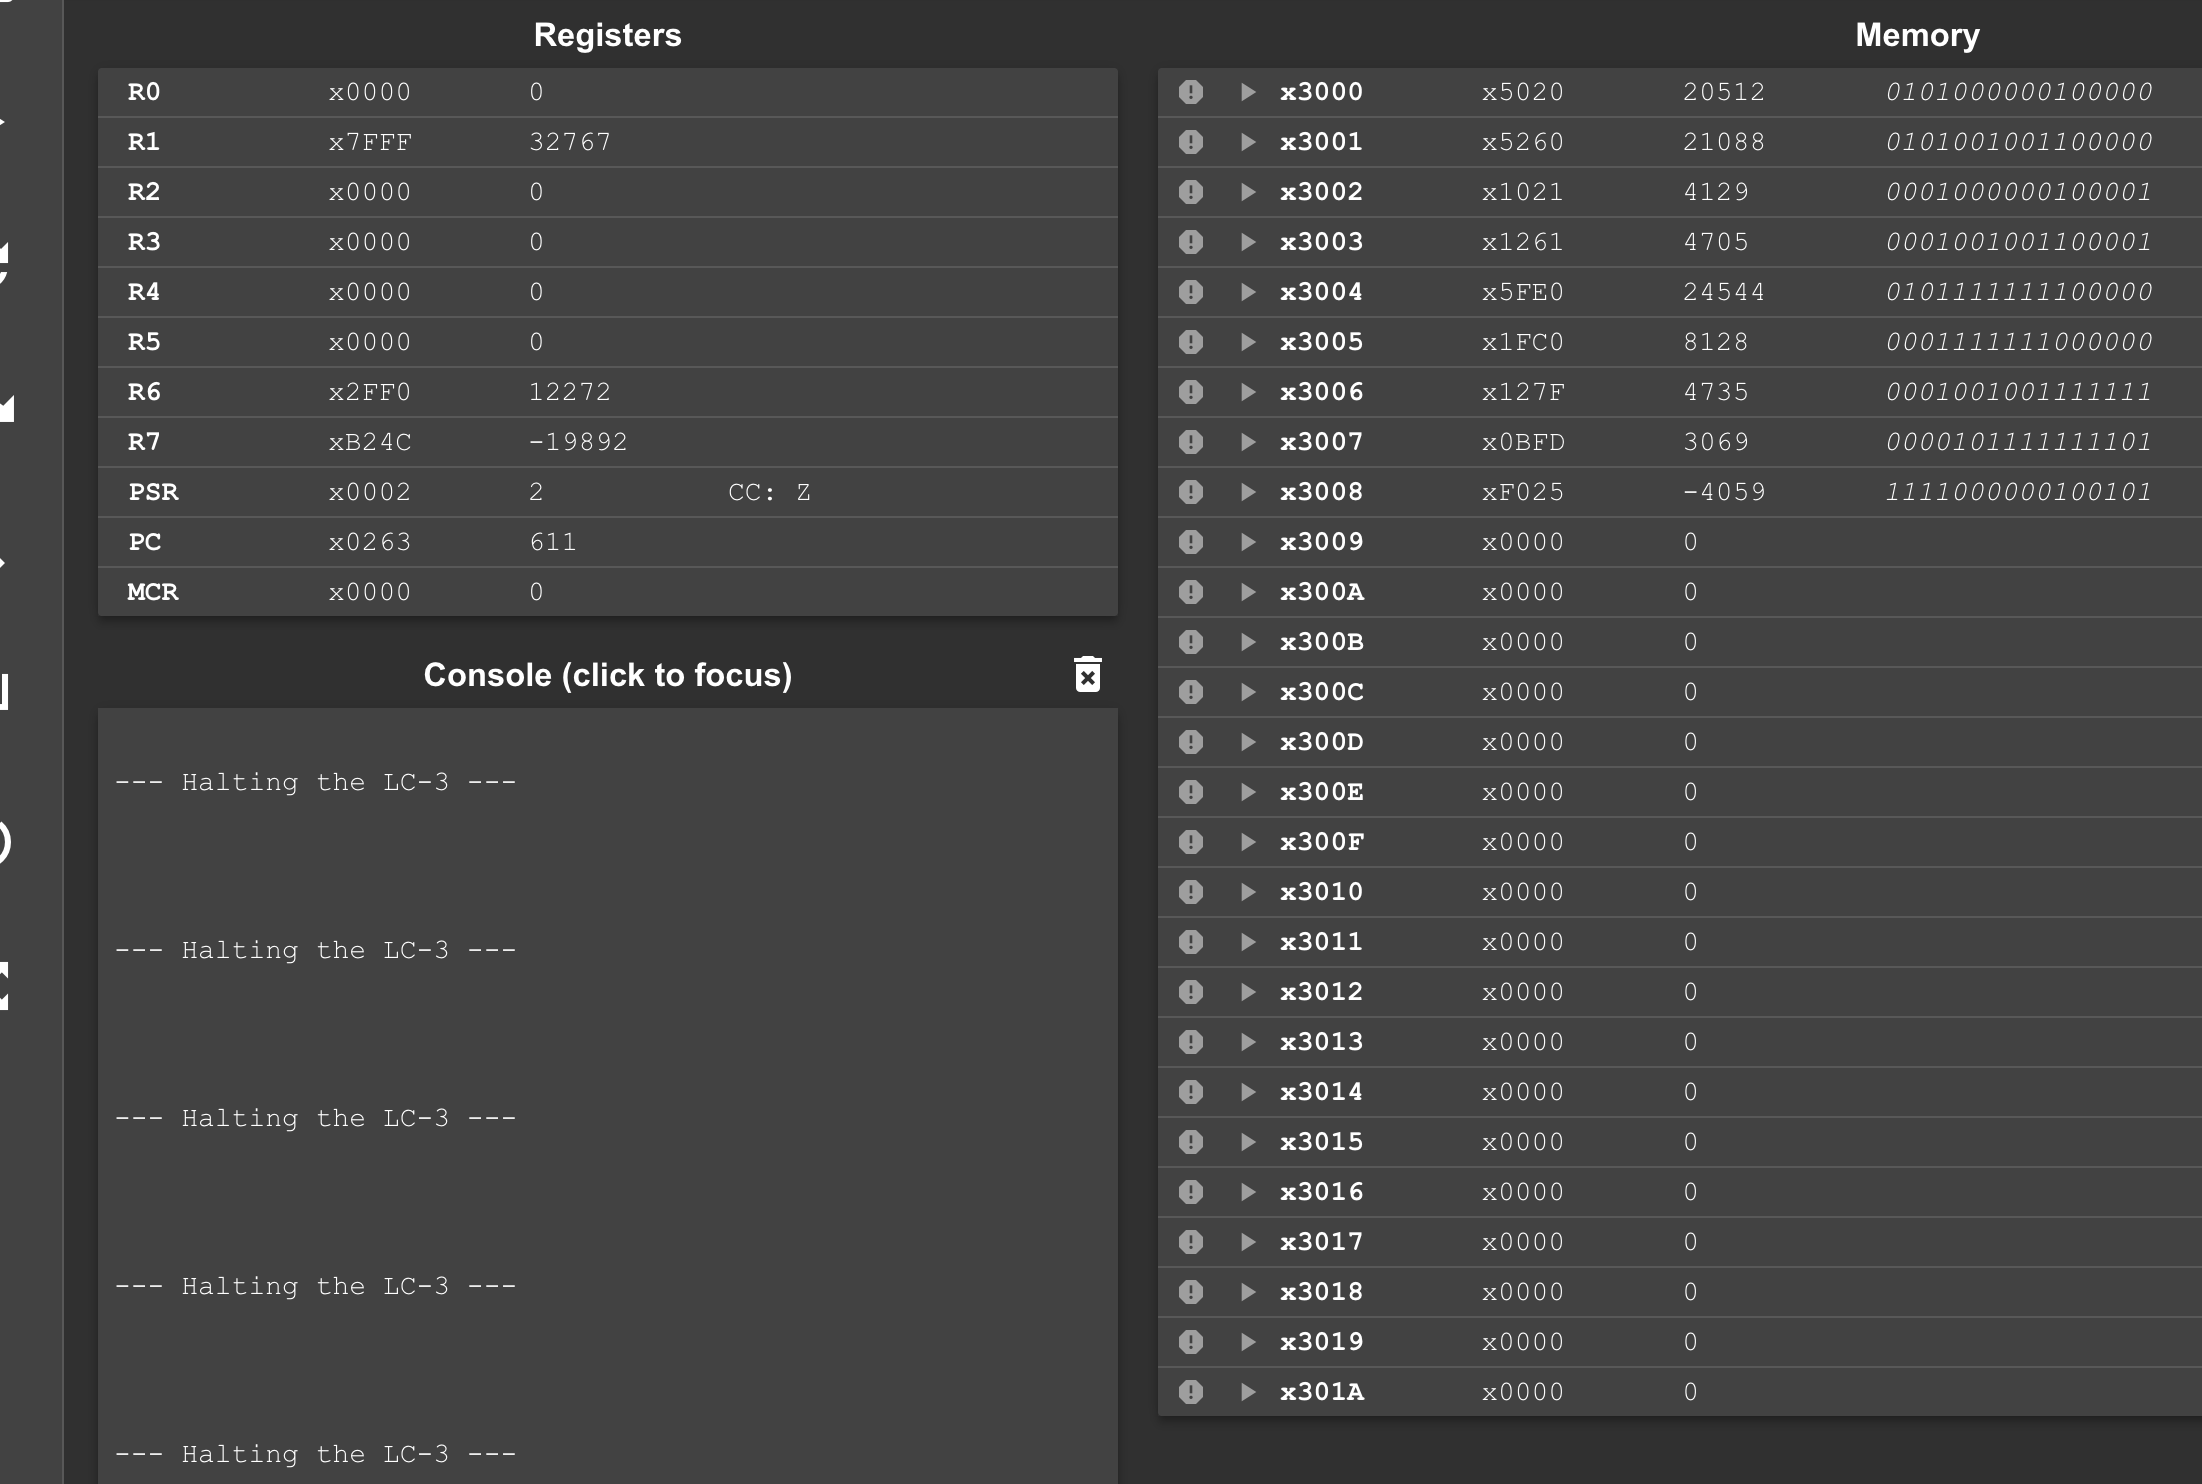 Registers
R0 x0000 0
R1 x7FFF 32767
R2 x0000 0
R3 x0000 0
R4 x0000 0
R5 x0000 0
R6 x2FF0 12272
R7 xB24C -19892
PSR x0002 2 CC: Z
PC x0263 611
MCR x0000 0
Console (click to focus)
--- Halting the LC-3 ---
--- Halting the LC-3 ---
--- Halting the LC-3 ---
--- Halting the LC-3 ---
--- Halting the LC-3 ---
Memory
x3000 x5020 20512 0101000000100000
x3001 x5260 21088 0101001001100000
x3002 x1021 4129 0001000000100001
x3003 x1261 4705 0001001001100001
x3004 x5FE0 24544 0101111111100000
x3005 x1FC0 8128 0001111111000000
x3006 x127F 4735 0001001001111111
x3007 x0BFD 3069 0000101111111101
x3008 xF025 -4059 1111000000100101
x3009 x0000 0
x300A x0000 0
x300B x0000 0
x300C x0000 0
x300D x0000 0
x300E x0000 0
x300F x0000 0
x3010 x0000 0
x3011 x0000 0
x3012 x0000 0
x3013 x0000 0
x3014 x0000 0
x3015 x0000 0
x3016 x0000 0
x3017 x0000 0
x3018 x0000 0
x3019 x0000 0
x301A x0000 0